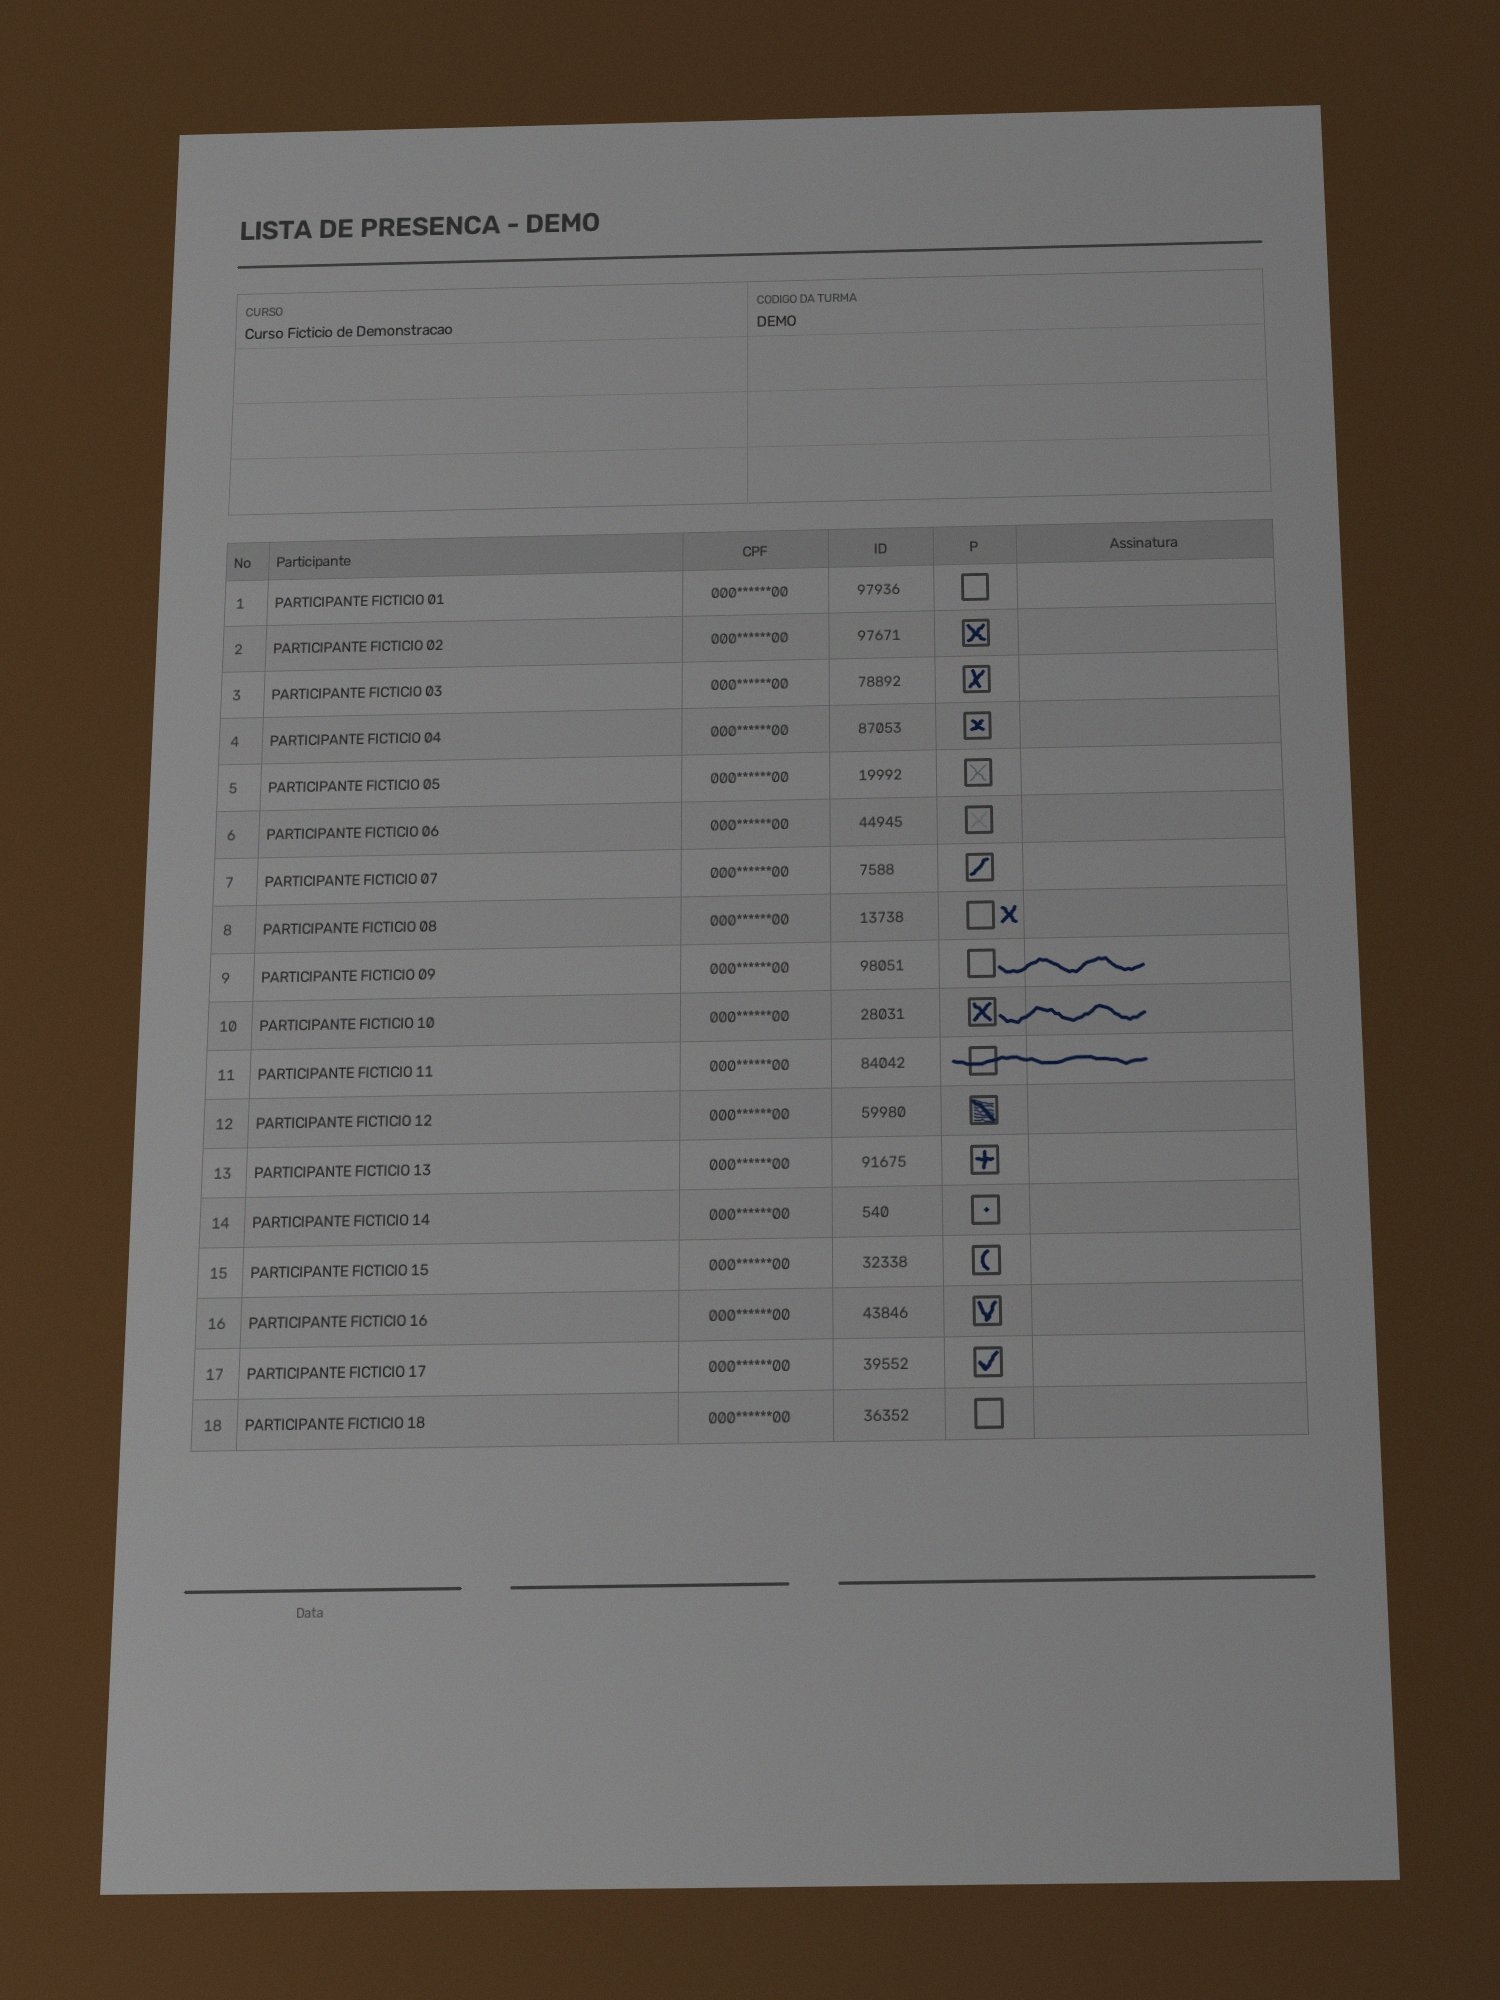 LISTA DE PRESENCA - DEMO
CURSO CODIGO DA TURMA
Curso Ficticio de Demonstracao DEMO
No Participante CPF ID P Assinatura
1 PARTICIPANTE FICTICIO 01 000******00 97936
2 PARTICIPANTE FICTICIO 02 000******00 97671 X
3 PARTICIPANTE FICTICIO 03 000******00 78892 X
4 PARTICIPANTE FICTICIO 04 000******00 87053 x
5 PARTICIPANTE FICTICIO 05 000******00 19992 X
6 PARTICIPANTE FICTICIO 06 000******00 44945 X
7 PARTICIPANTE FICTICIO 07 000******00 7588
8 PARTICIPANTE FICTICIO 08 000******00 13738 X
9 PARTICIPANTE FICTICIO 09 000******00 98051
10 PARTICIPANTE FICTICIO 10 000******00 28031 X
11 PARTICIPANTE FICTICIO 11 000******00 84042
12 PARTICIPANTE FICTICIO 12 000******00 59980
13 PARTICIPANTE FICTICIO 13 000******00 91675 +
14 PARTICIPANTE FICTICIO 14 000******00 540
15 PARTICIPANTE FICTICIO 15 000******00 32338
16 PARTICIPANTE FICTICIO 16 000******00 43846 V
17 PARTICIPANTE FICTICIO 17 000******00 39552 ✓
18 PARTICIPANTE FICTICIO 18 000******00 36352
Data